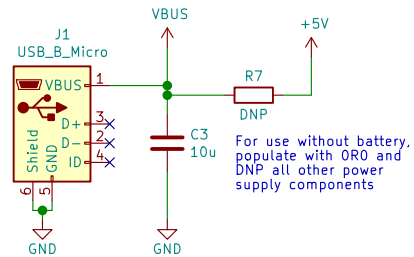 VBUS
J1
USB_B_Micro
+5V
VBUS
1
R7
DNP
D+
3
D-
2
ID
4
Shield
GND
6
5
C3
10u
For use without battery,
populate with 0R0 and
DNP all other power
supply components
GND
GND